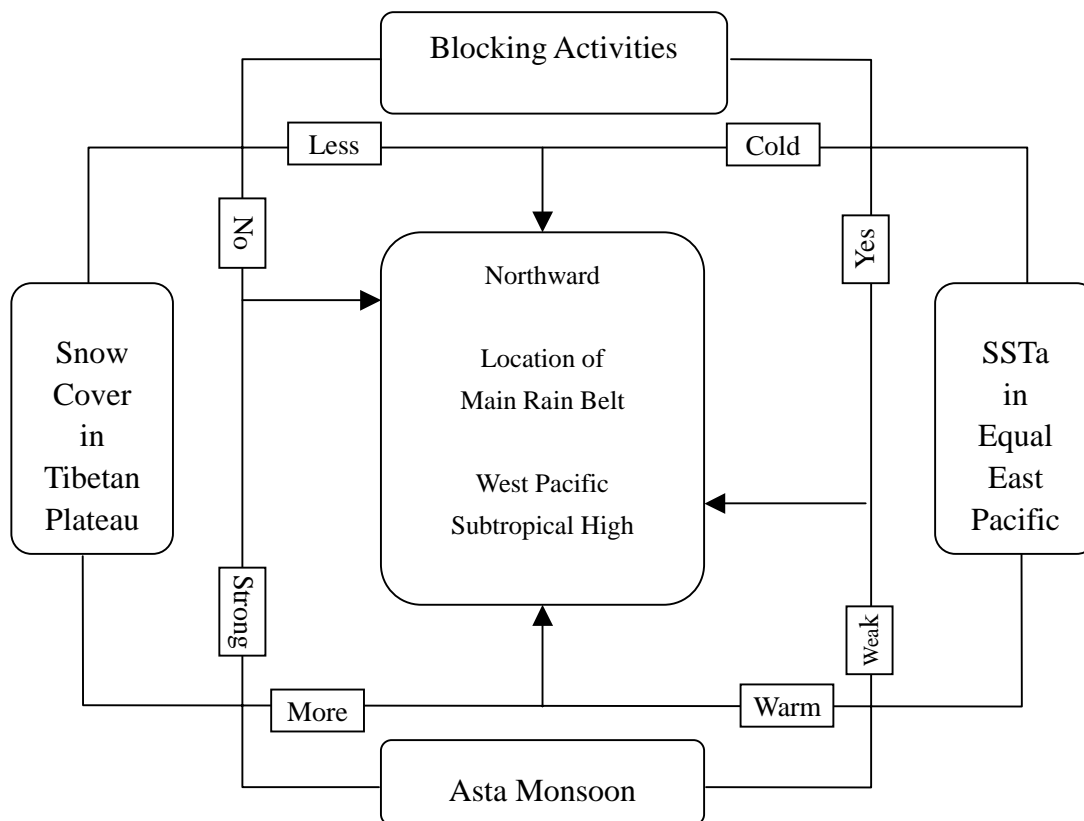 Blocking Activities
Less
Cold
No
Yes
Northward
Location of
Main Rain Belt
West Pacific
Subtropical High
Snow
Cover
in
Tibetan
Plateau
SSTa
in
Equal
East
Pacific
Strong
Weak
More
Warm
Asta Monsoon